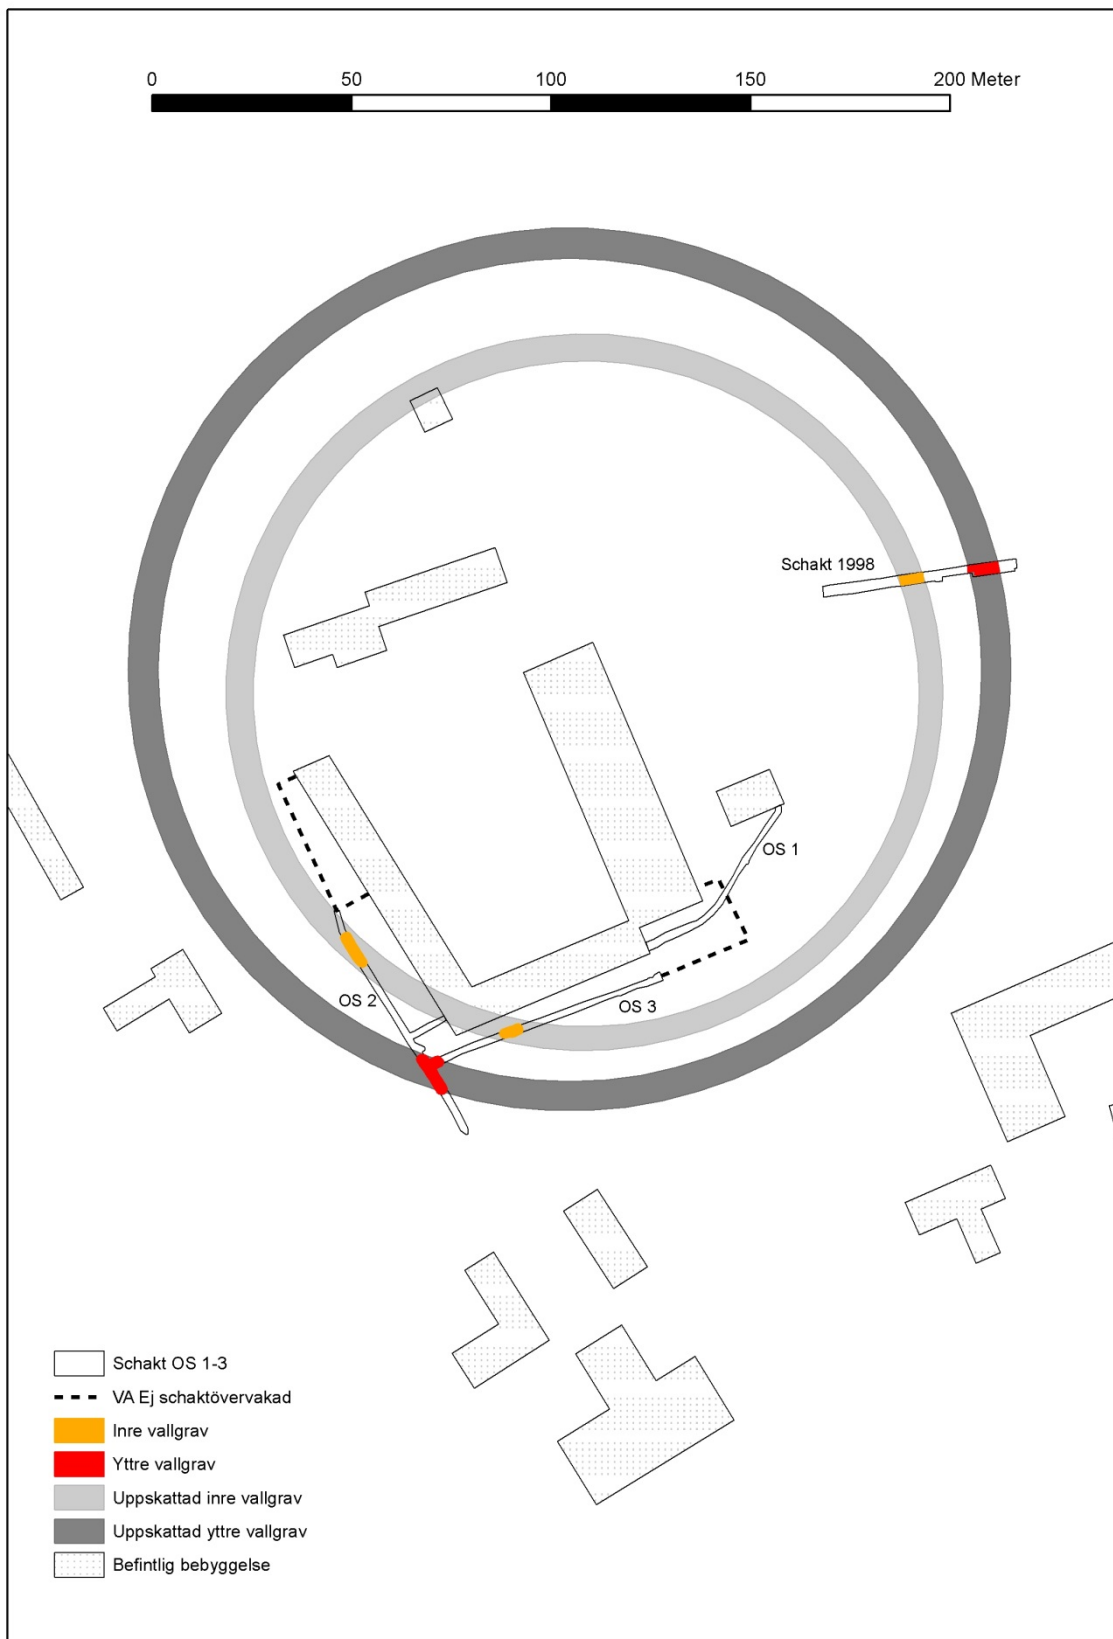 0 50 100 150 200 Meter
Schakt 1998
OS 1
OS 2
OS 3
Schakt OS 1-3
VA Ej schaktövervakad
Inre vallgrav
Yttre vallgrav
Uppskattad inre vallgrav
Uppskattad yttre vallgrav
Befintlig bebyggelse